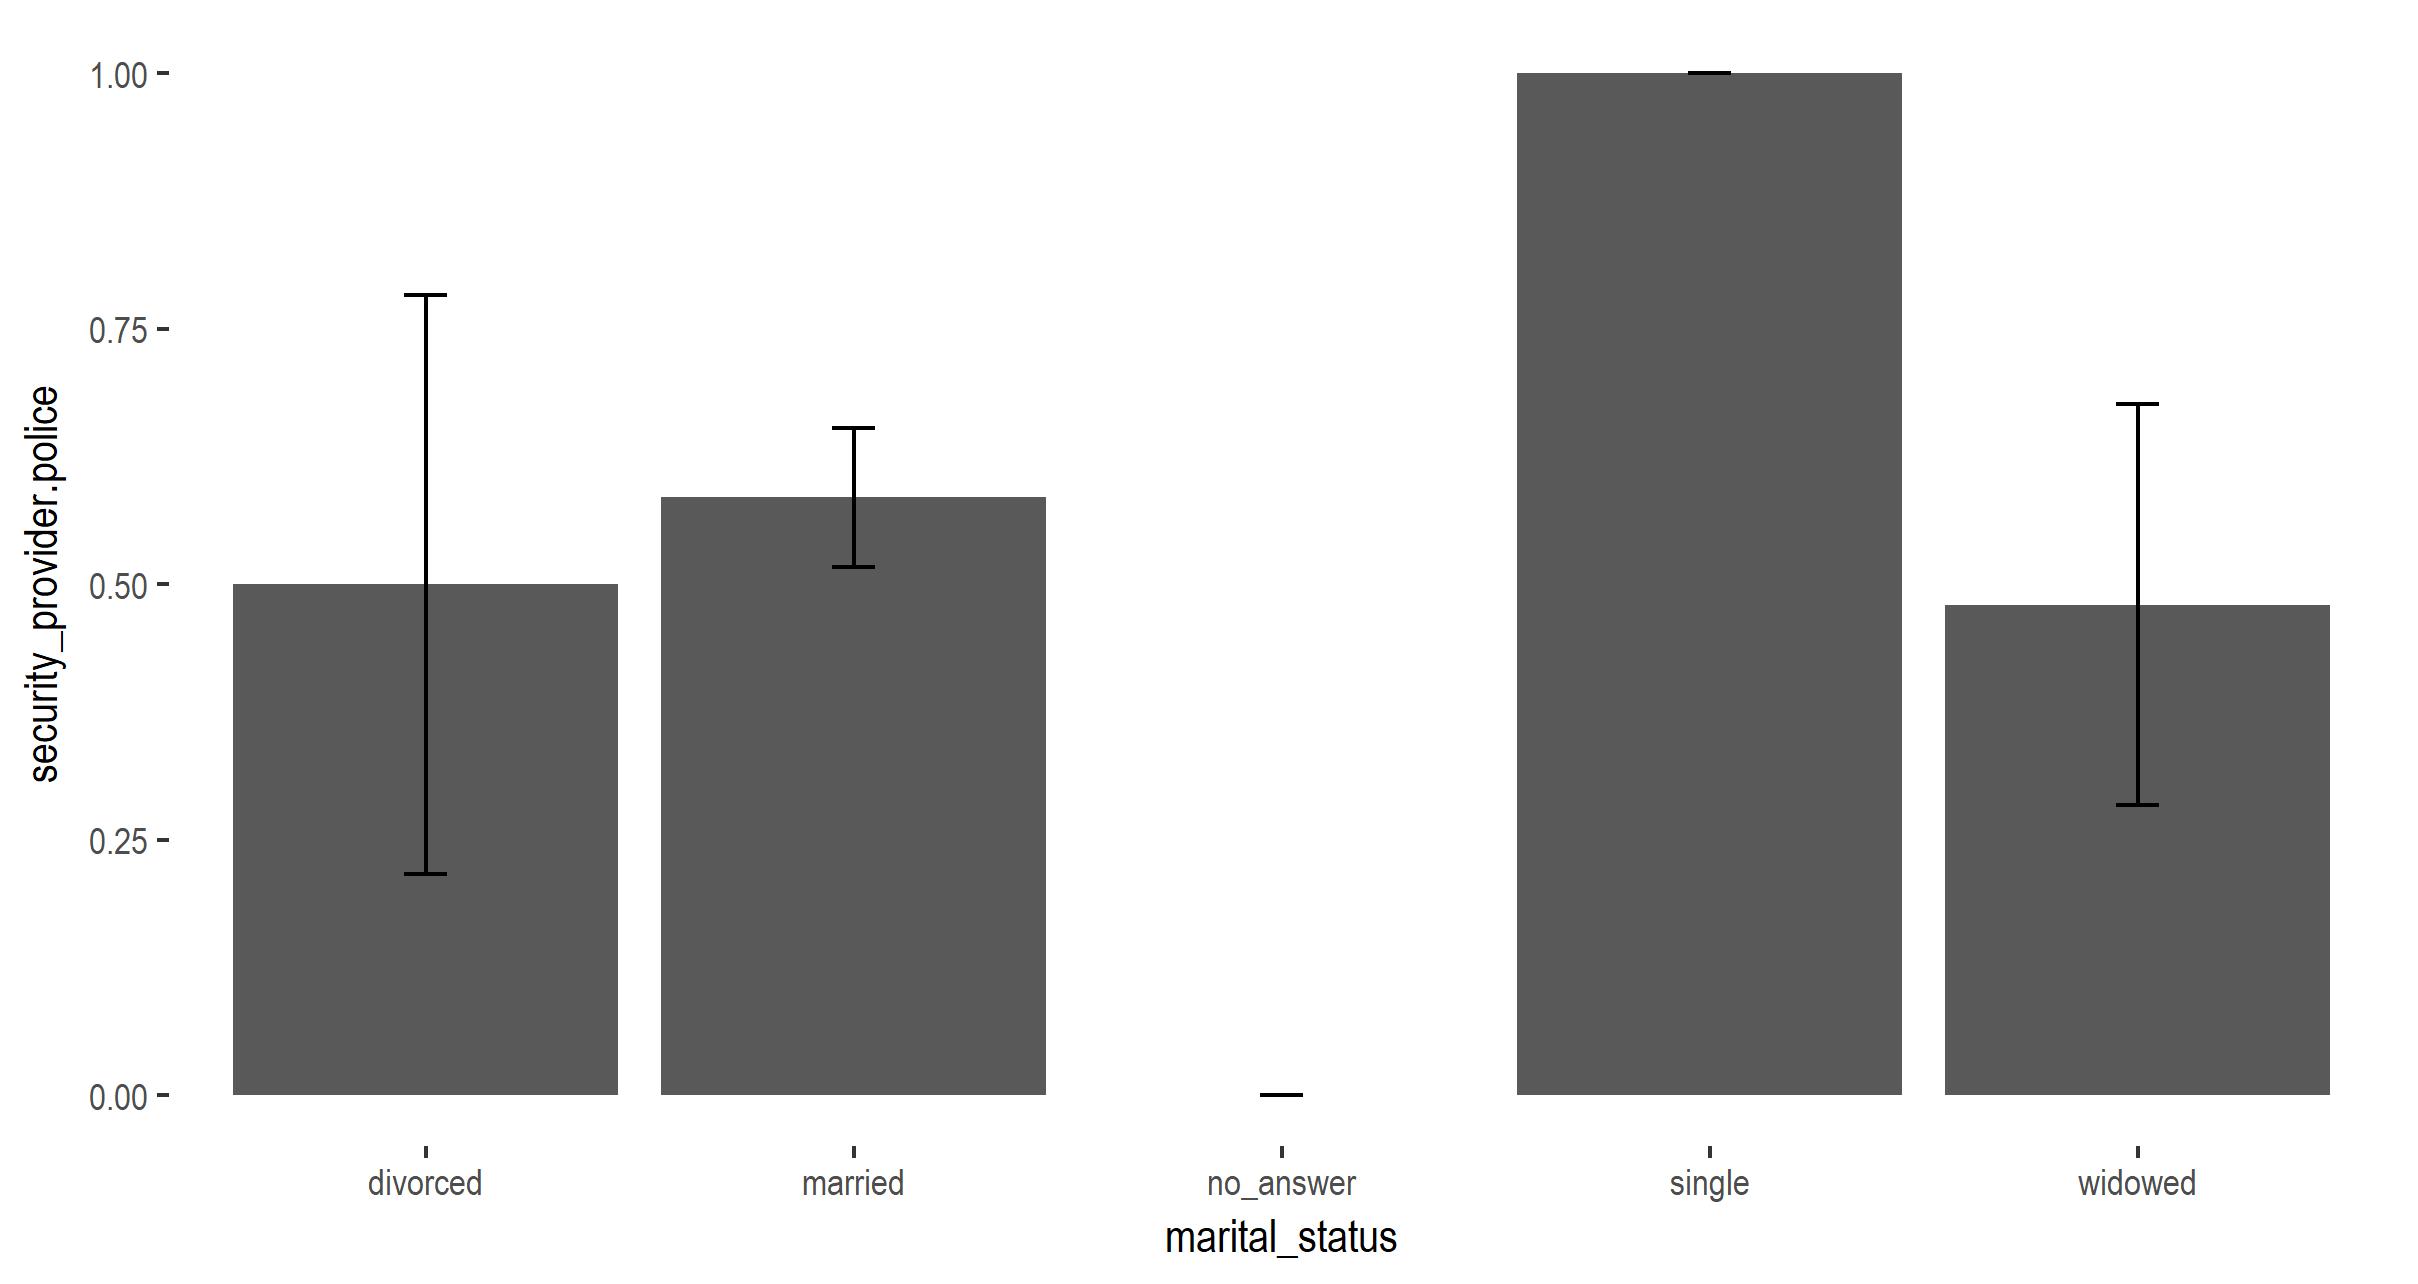 1.00
0.75
0.50
0.25
0.00
security_provider.police
divorced married no_answer single widowed
marital_status